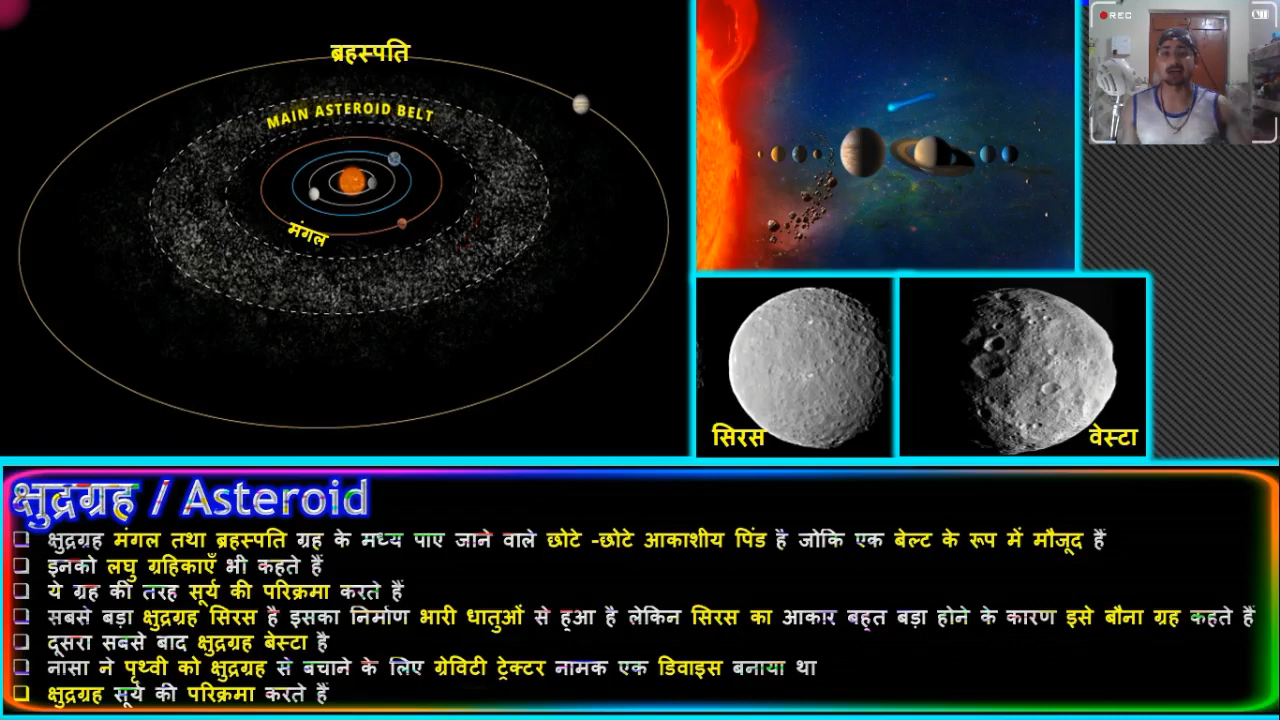 ब्रहस्पति
MAIN ASTEROID BELT
मंगल
REC
सिरस
वेस्टा
क्षुद्रग्रह / Asteroid
❑ क्षुद्रग्रह मंगल तथा ब्रहस्पति ग्रह के मध्य पाए जाने वाले छोटे -छोटे आकाशीय पिंड है जोकि एक बेल्ट के रूप में मौजूद हैं
❑ इनको लघु ग्रहिकाएँ भी कहते हैं
❑ ये ग्रह की तरह सूर्य की परिक्रमा करते हैं
❑ सबसे बड़ा क्षुद्रग्रह सिरस है इसका निर्माण भारी धातुओं से हुआ है लेकिन सिरस का आकार बहुत बड़ा होने के कारण इसे बौना ग्रह कहते हैं
❑ दूसरा सबसे बाद क्षुद्रग्रह बेस्टा है
❑ नासा ने पृथ्वी को क्षुद्रग्रह से बचाने के लिए ग्रेविटी ट्रेक्टर नामक एक डिवाइस बनाया था
❑ क्षुद्रग्रह सूर्य की परिक्रमा करते हैं